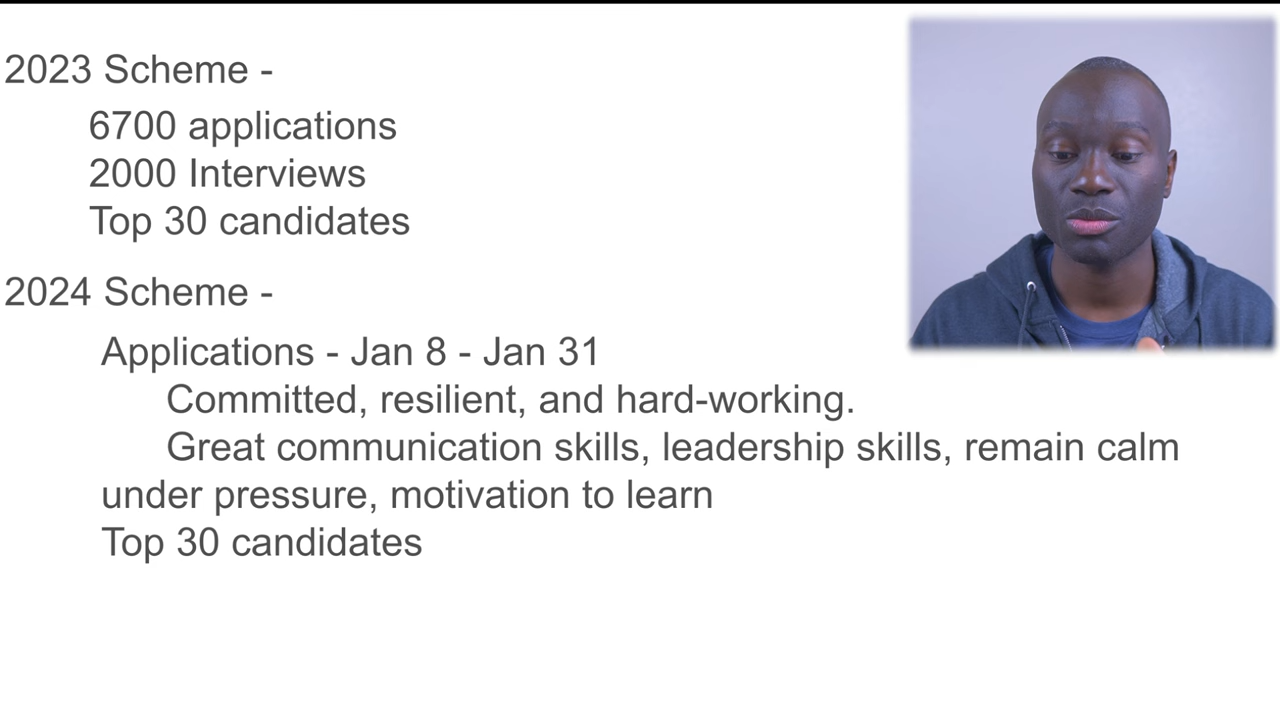 2023 Scheme -
6700 applications
2000 Interviews
Top 30 candidates
2024 Scheme -
Applications - Jan 8 - Jan 31
Committed, resilient, and hard-working.
Great communication skills, leadership skills, remain calm
under pressure, motivation to learn
Top 30 candidates